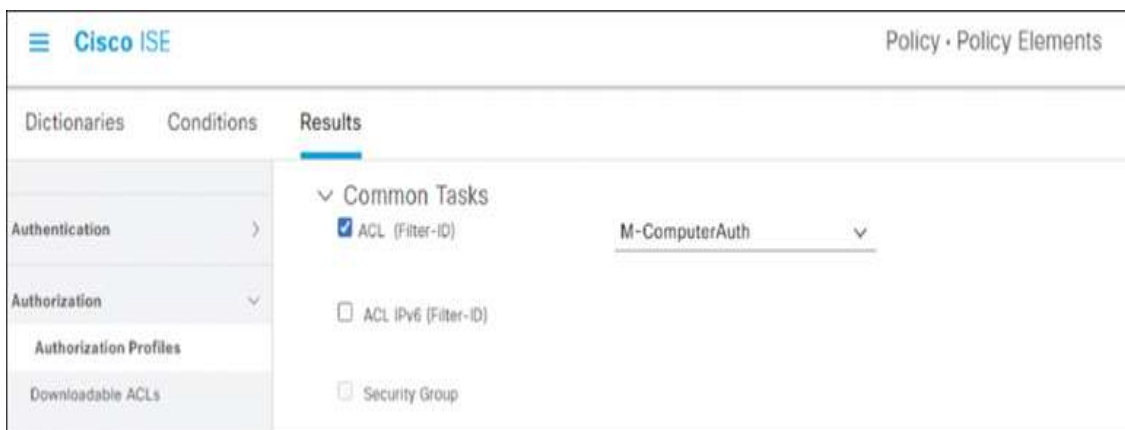 Cisco ISE
Policy · Policy Elements
Dictionaries Conditions Results
Common Tasks
Authentication
ACL (Filter-ID) M-ComputerAuth
Authorization
ACL IPv6 (Filter-ID)
Authorization Profiles
Downloadable ACLs
Security Group